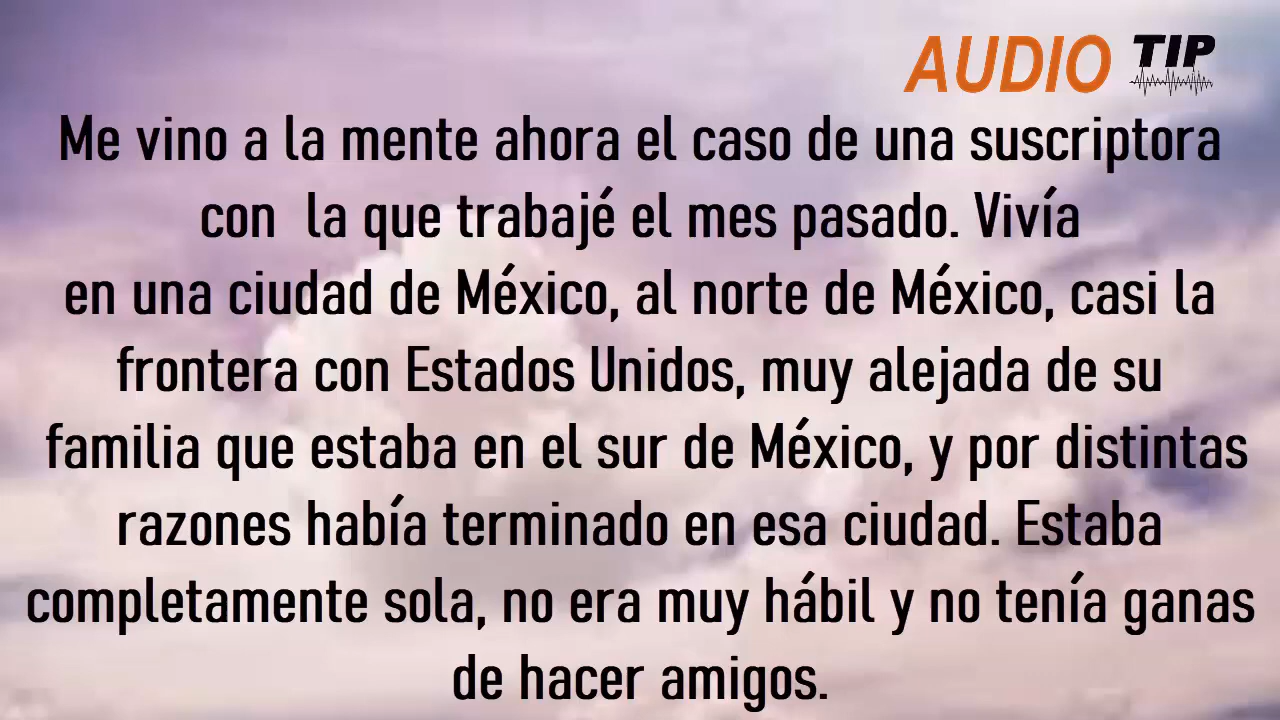 AUDIO TIP
Me vino a la mente ahora el caso de una suscriptora
con  la que trabajé el mes pasado. Vivía
en una ciudad de México, al norte de México, casi la
frontera con Estados Unidos, muy alejada de su
familia que estaba en el sur de México, y por distintas
razones había terminado en esa ciudad. Estaba
completamente sola, no era muy hábil y no tenía ganas
de hacer amigos.